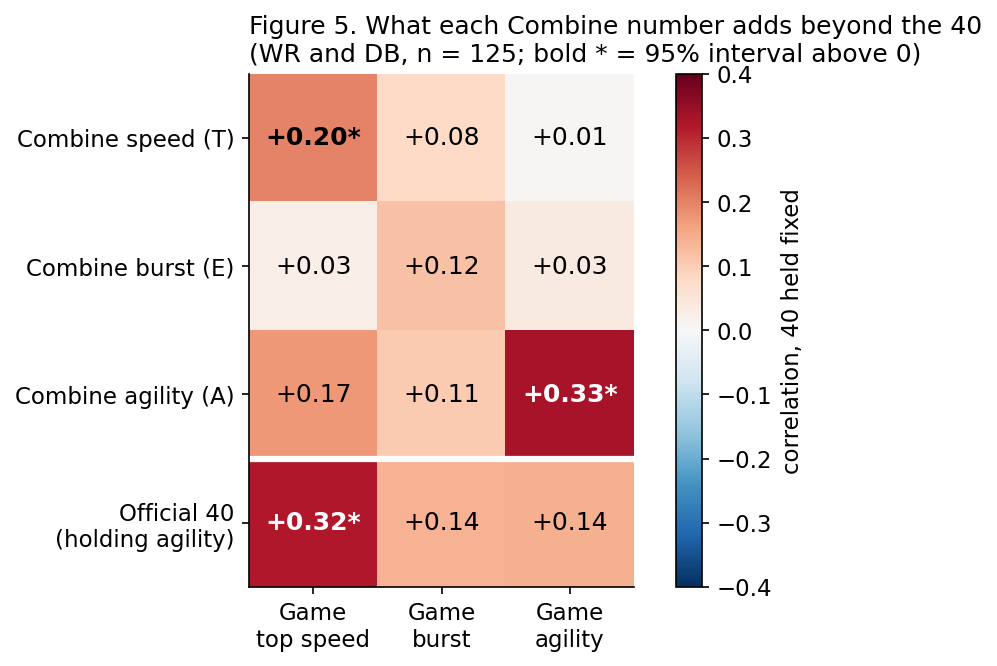 Figure 5. What each Combine number adds beyond the 40
(WR and DB, n = 125; bold * = 95% interval above 0)
Combine speed (T)
+0.20*
+0.08
+0.01
Combine burst (E)
+0.03
+0.12
+0.03
Combine agility (A)
+0.17
+0.11
+0.33*
Official 40
(holding agility)
+0.32*
+0.14
+0.14
Game
top speed
Game
burst
Game
agility
0.4
0.3
0.2
0.1
0.0
−0.1
−0.2
−0.3
−0.4
correlation, 40 held fixed